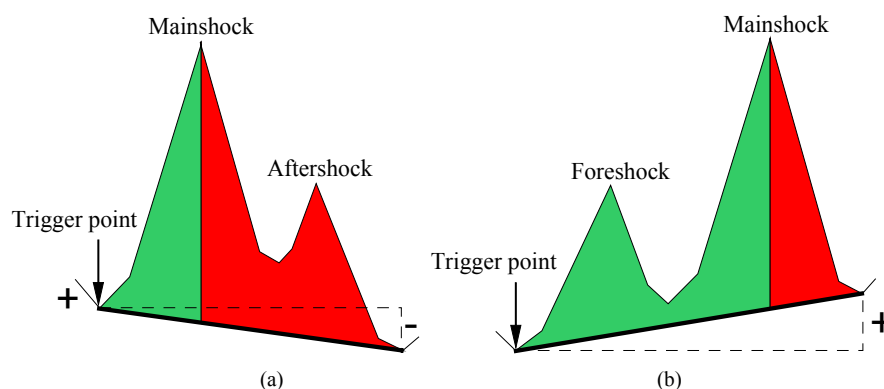 Mainshock
Aftershock
Trigger point
+
-
(a)
Mainshock
Foreshock
Trigger point
+
(b)